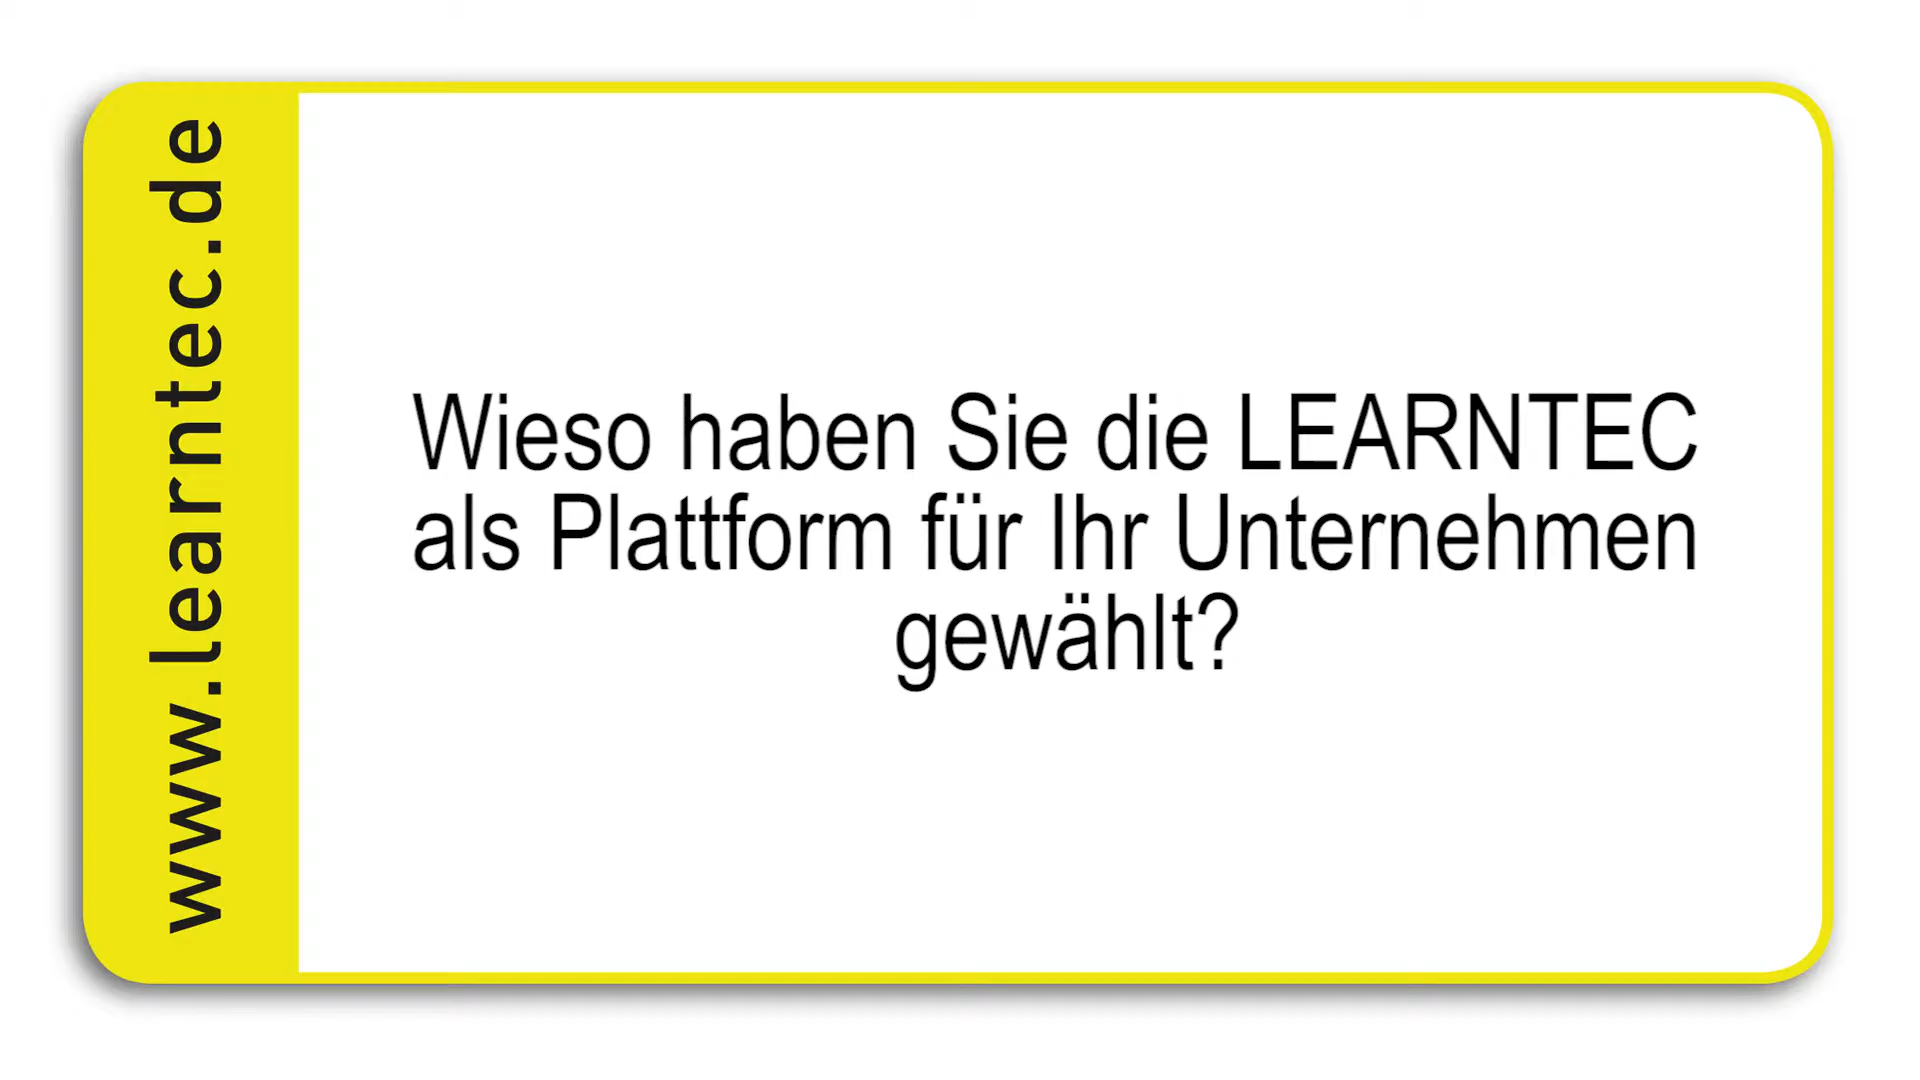 www.learntec.de
Wieso haben Sie die LEARNTEC
als Plattform für Ihr Unternehmen
gewählt?